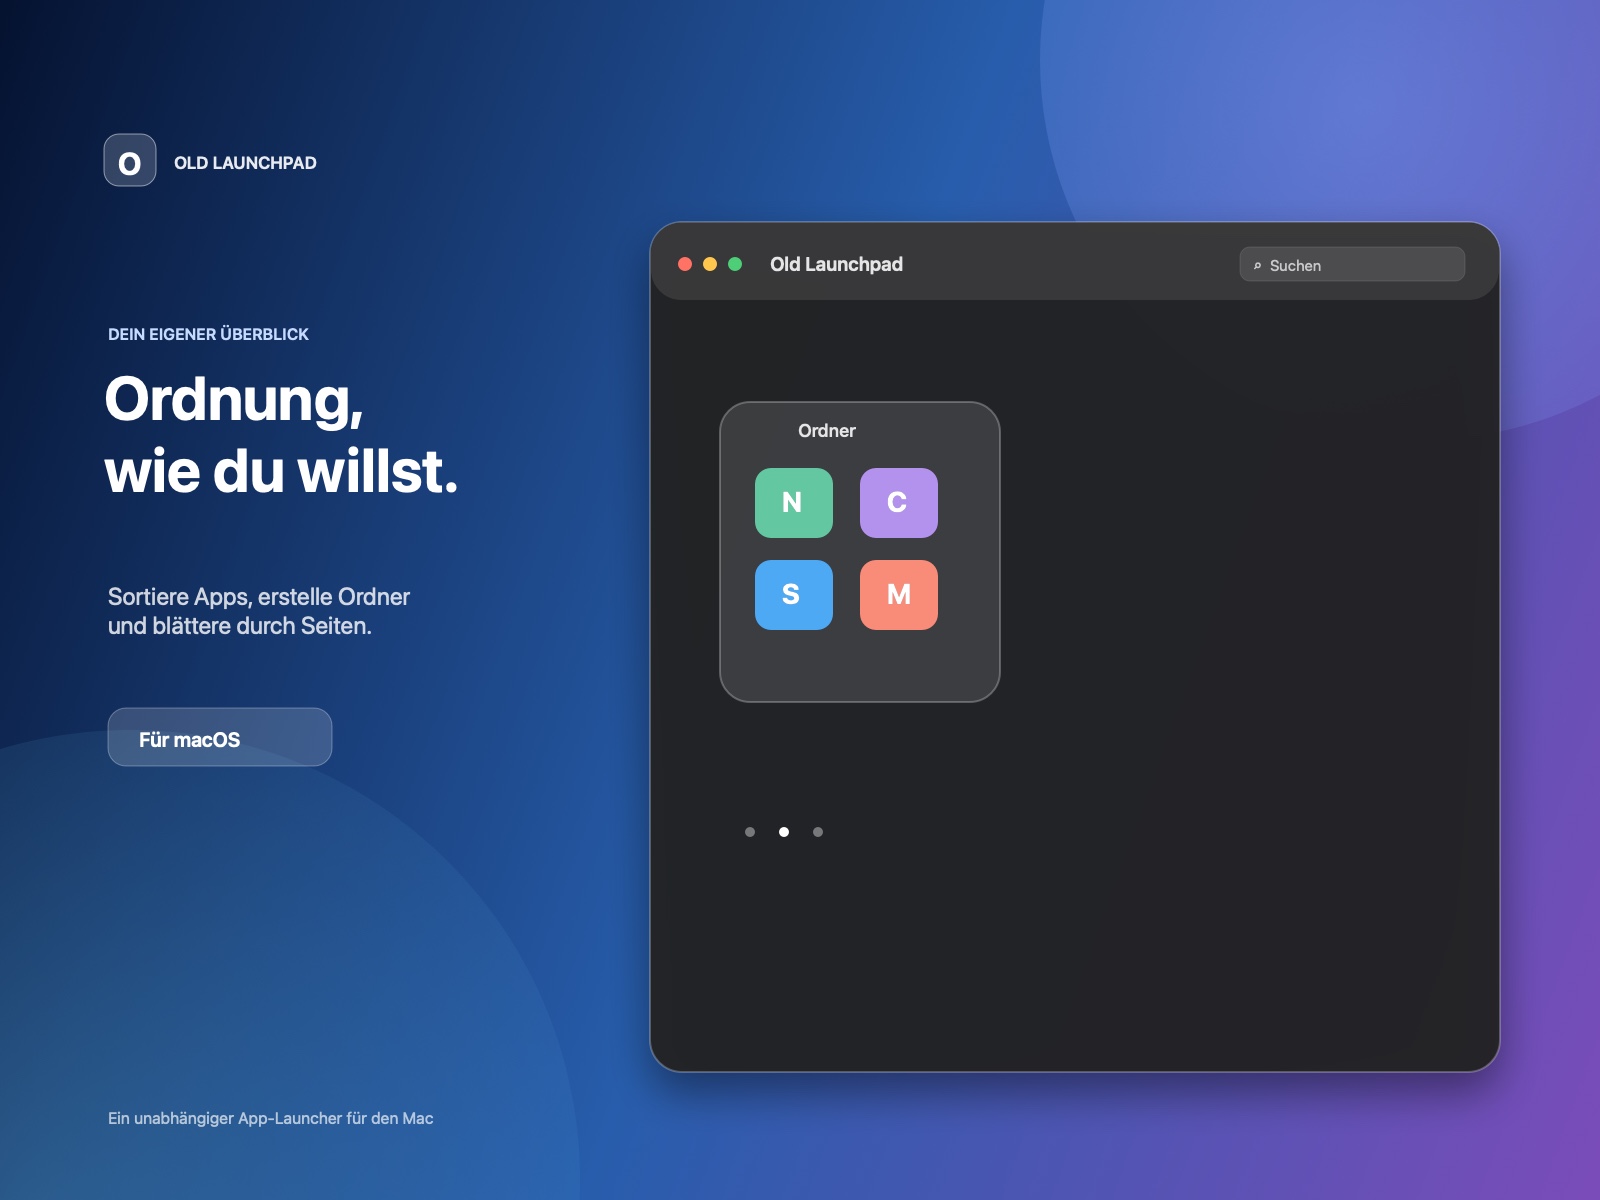 O
OLD LAUNCHPAD
DEIN EIGENER ÜBERBLICK
Ordnung,
wie du willst.
Sortiere Apps, erstelle Ordner
und blättere durch Seiten.
Für macOS
Ein unabhängiger App-Launcher für den Mac
Old Launchpad
Suchen
Ordner
N C
S M